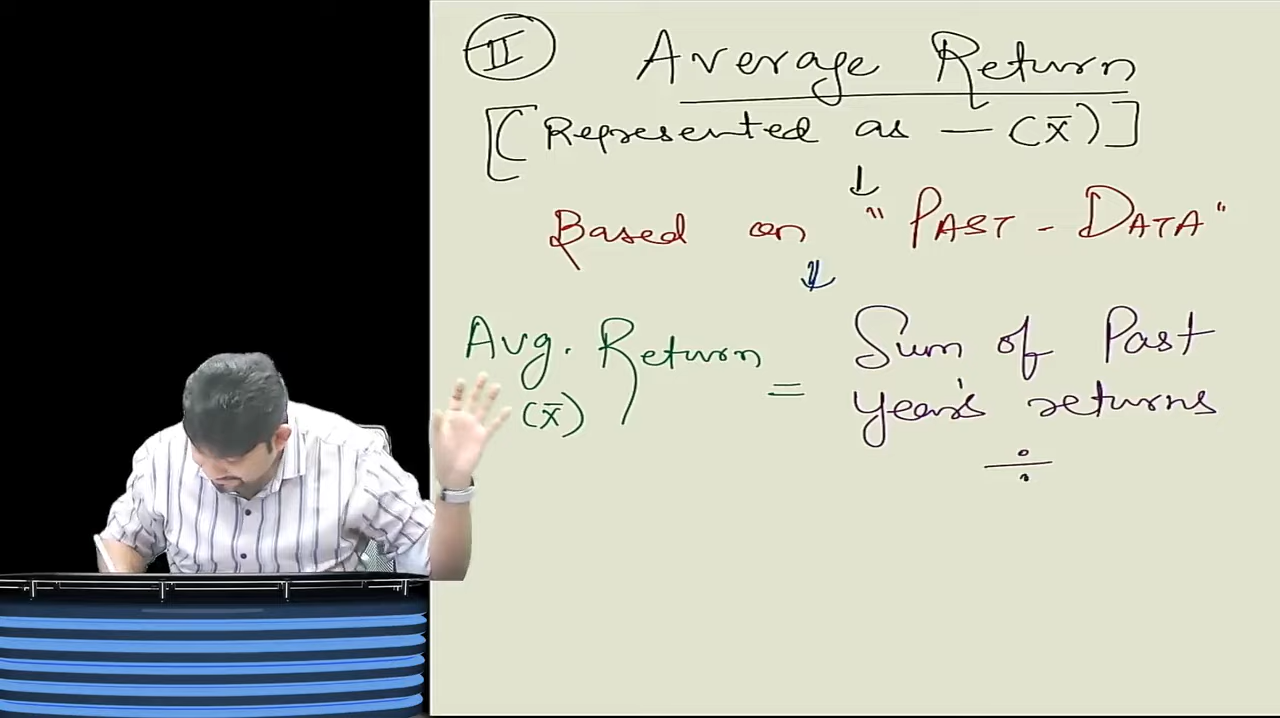 II Average Return
[(Represented as — (x̄)]
↓
Based on "PAST - DATA"
↓
Avg. Return (x̄) = Sum of Past
year's returns
÷